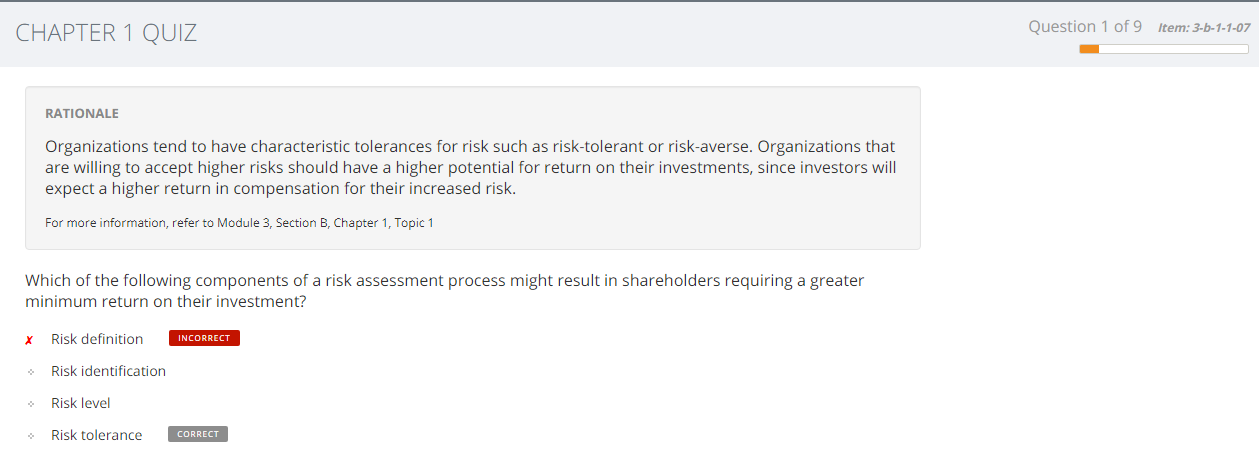 CHAPTER 1 QUIZ
Question 1 of 9 Item: 3-b-1-1-07
RATIONALE
Organizations tend to have characteristic tolerances for risk such as risk-tolerant or risk-averse. Organizations that
are willing to accept higher risks should have a higher potential for return on their investments, since investors will
expect a higher return in compensation for their increased risk.
For more information, refer to Module 3, Section B, Chapter 1, Topic 1
Which of the following components of a risk assessment process might result in shareholders requiring a greater
minimum return on their investment?
✗ Risk definition INCORRECT
Risk identification
Risk level
Risk tolerance CORRECT